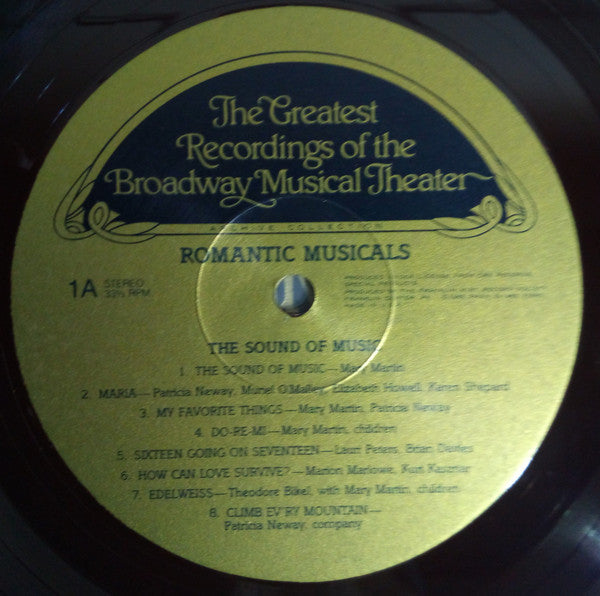 The Greatest
Recordings of the
Broadway Musical Theater
ARCHIVE COLLECTION
ROMANTIC MUSICALS
1A STEREO
33⅓ RPM
THE SOUND OF MUSIC
1. THE SOUND OF MUSIC—Mary Martin
2. MARIA—Patricia Neway, Muriel O'Malley, Elizabeth Howell, Karen Shepard
3. MY FAVORITE THINGS—Mary Martin, Patricia Neway
4. DO-RE-MI—Mary Martin, children
5. SIXTEEN GOING ON SEVENTEEN—Lauri Peters, Brian Davies
6. HOW CAN LOVE SURVIVE?—Marion Marlowe, Kurt Kasznar
7. EDELWEISS—Theodore Bikel, with Mary Martin, children
8. CLIMB EV'RY MOUNTAIN—
Patricia Neway, company